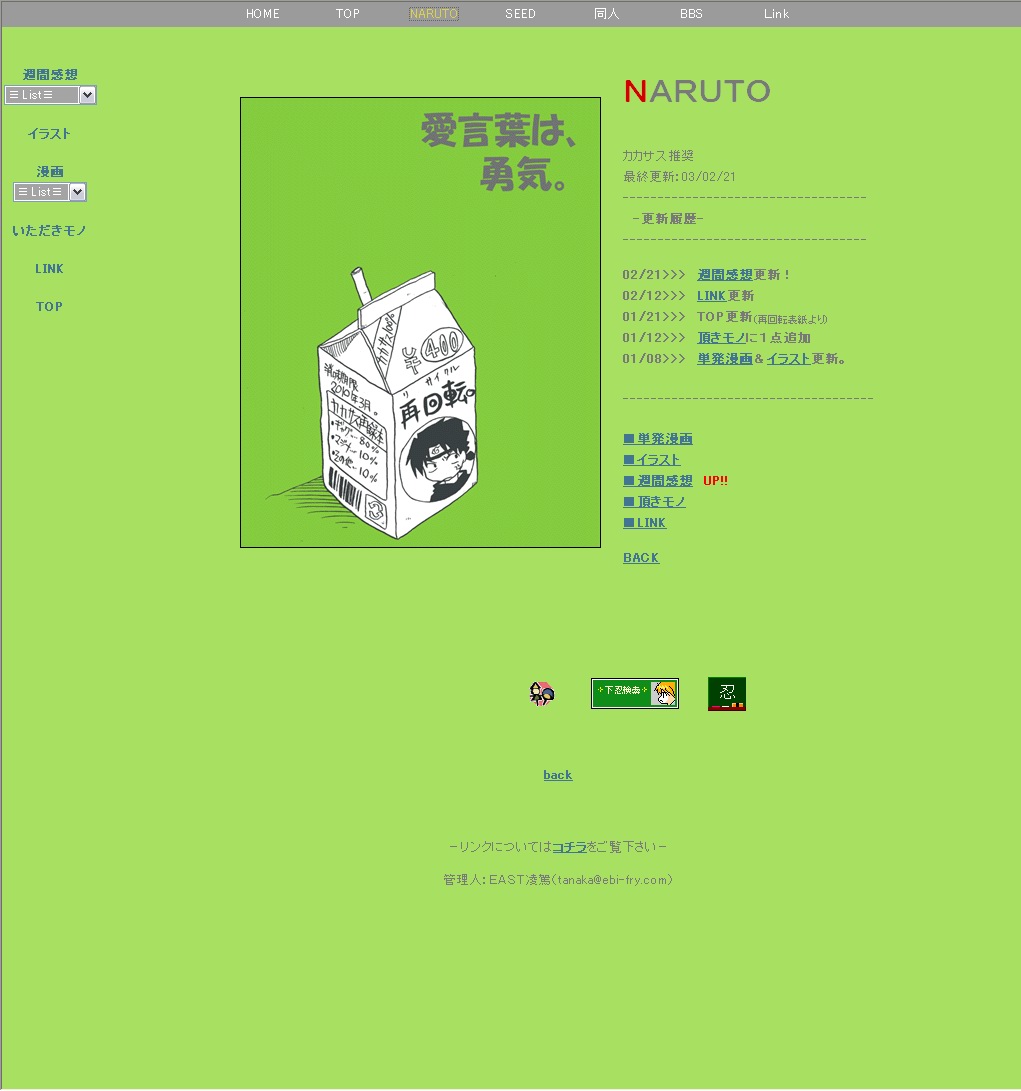 HOME TOP NARUTO SEED 同人 BBS Link
週間感想
☰List☰
イラスト
漫画
☰List☰
いただきモノ
LINK
TOP
愛言葉は、
勇気。
カカサス100%
¥400
リサイクル
再回転。
消味期限
2010年3月。
カカサス再録本
•ギャグ…80%
•マジメ…10%
•その他…10%
NARUTO
カカサス推奨
最終更新:03/02/21
-----------------------------------
-更新履歴-
-----------------------------------
02/21>>> 週間感想更新！
02/12>>> LINK更新
01/21>>> TOP更新(再回転表紙より)
01/12>>> 頂きモノに１点追加
01/08>>> 単発漫画＆イラスト更新。
------------------------------------
■単発漫画
■イラスト
■週間感想 UP!!
■頂きモノ
■LINK
BACK
下忍検索
忍
back
－リンクについてはコチラをご覧下さい－
管理人：EAST凌駕(tanaka@ebi-fry.com)